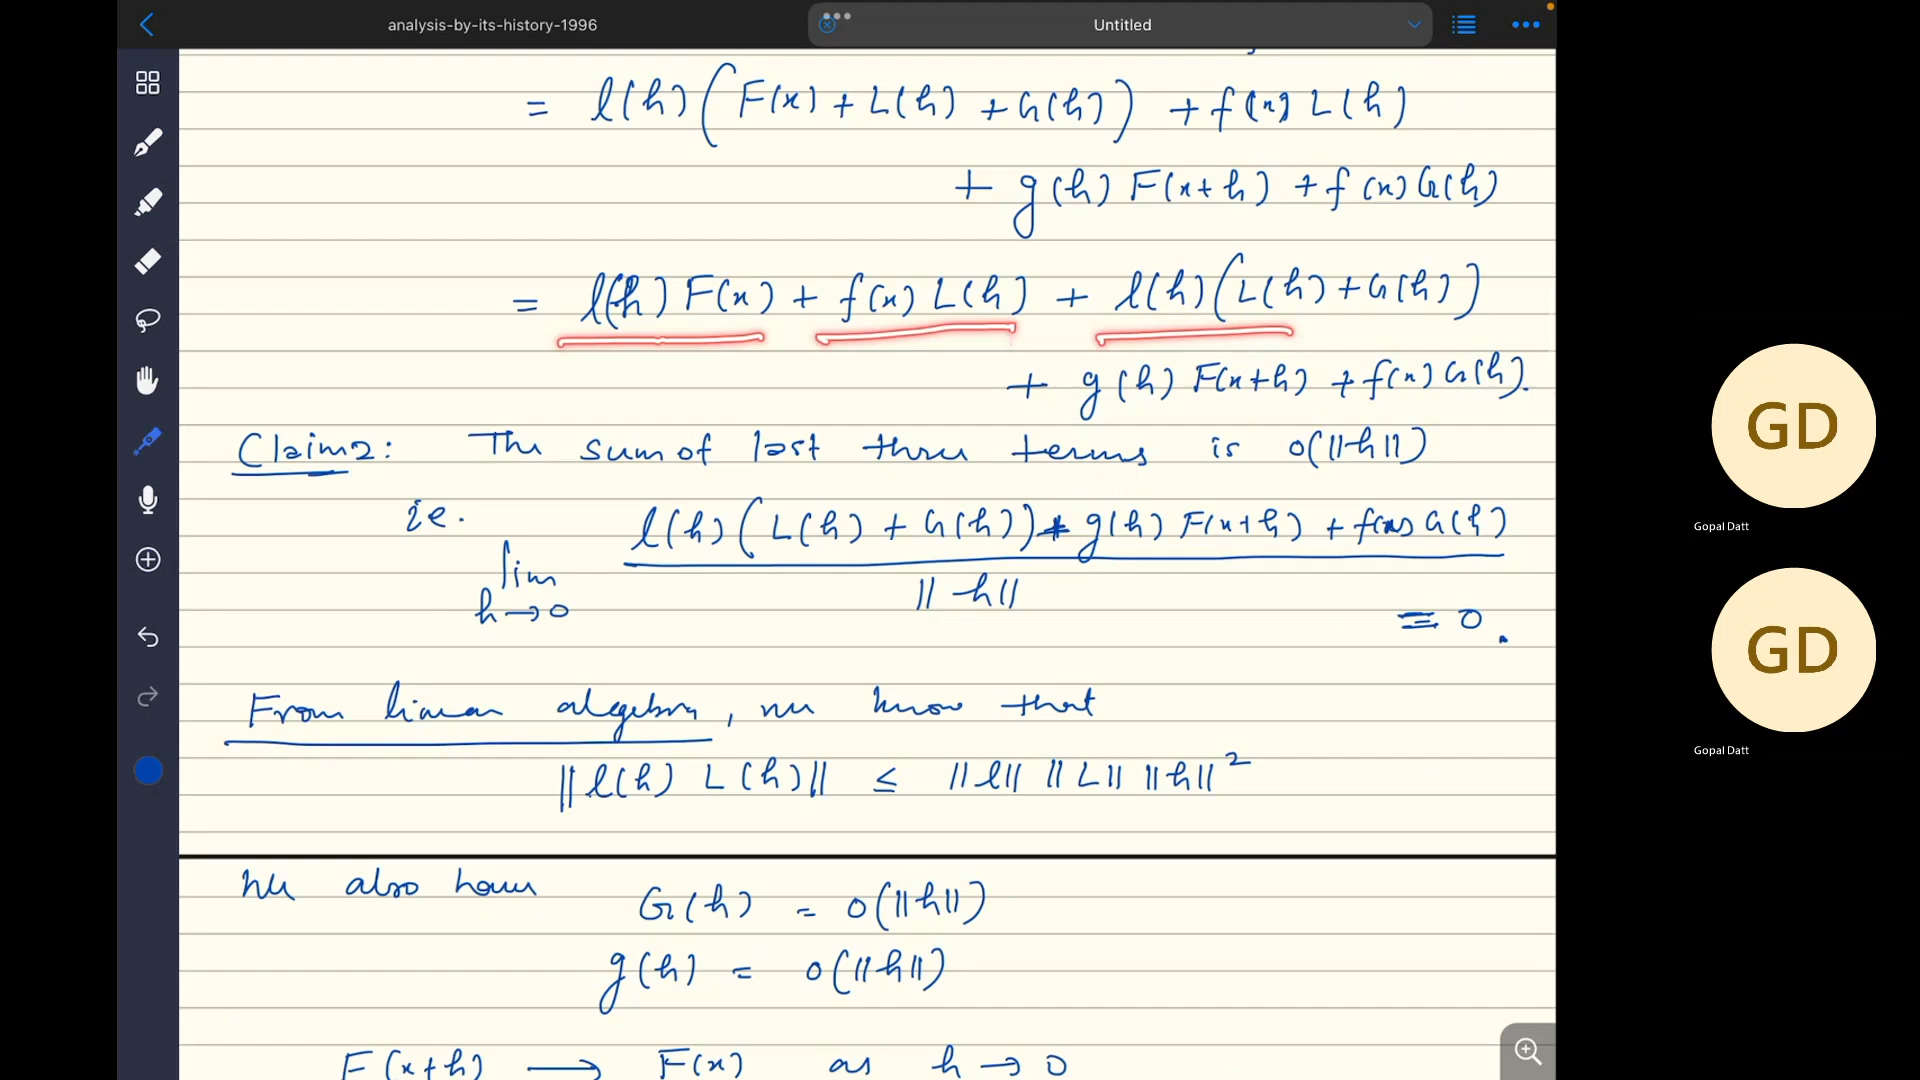 analysis-by-its-history-1996 Untitled
= l(h) (F(x) + L(h) + G(h)) + f(x) L(h)
+ g(h) F(x+h) + f(x) G(h)
= l(h) F(x) + f(x) L(h) + l(h) (L(h) + G(h))
+ g(h) F(x+h) + f(x) G(h).
Claim2: The sum of last three terms is o(||h||)
ie.
l(h) (L(h) + G(h)) + g(h) F(x+h) + f(x) G(h)
lim
h→0
||h||
= 0.
From linear algebra, we know that
||l(h) L(h)|| ≤ ||l|| ||L|| ||h||²
We also have G(h) = o(||h||)
g(h) = o(||h||)
F(x+h) → F(x) as h → 0
GD
Gopal Datt
GD
Gopal Datt